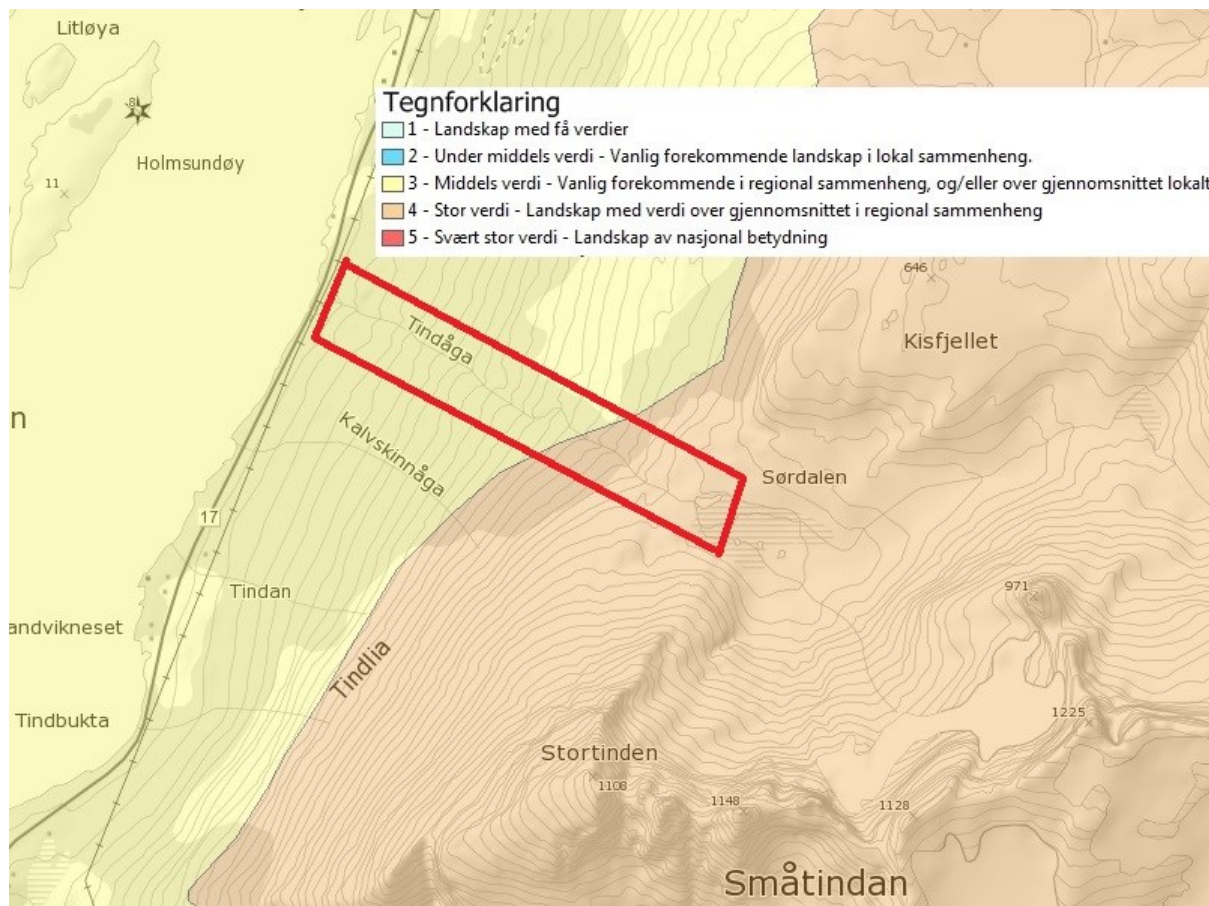 Litløya
8
Holmsundøy
11
Tegnforklaring
1 - Landskap med få verdier
2 - Under middels verdi - Vanlig forekommende landskap i lokal sammenheng.
3 - Middels verdi - Vanlig forekommende i regional sammenheng, og/eller over gjennomsnittet lokalt
4 - Stor verdi - Landskap med verdi over gjennomsnittet i regional sammenheng
5 - Svært stor verdi - Landskap av nasjonal betydning
646
Kisfjellet
Tindåga
n
Kalvskinnåga
Sørdalen
17
Tindan
971
andvikneset
Tindlia
Tindbukta
1225
Stortinden
1108
1148
1128
Småtindan